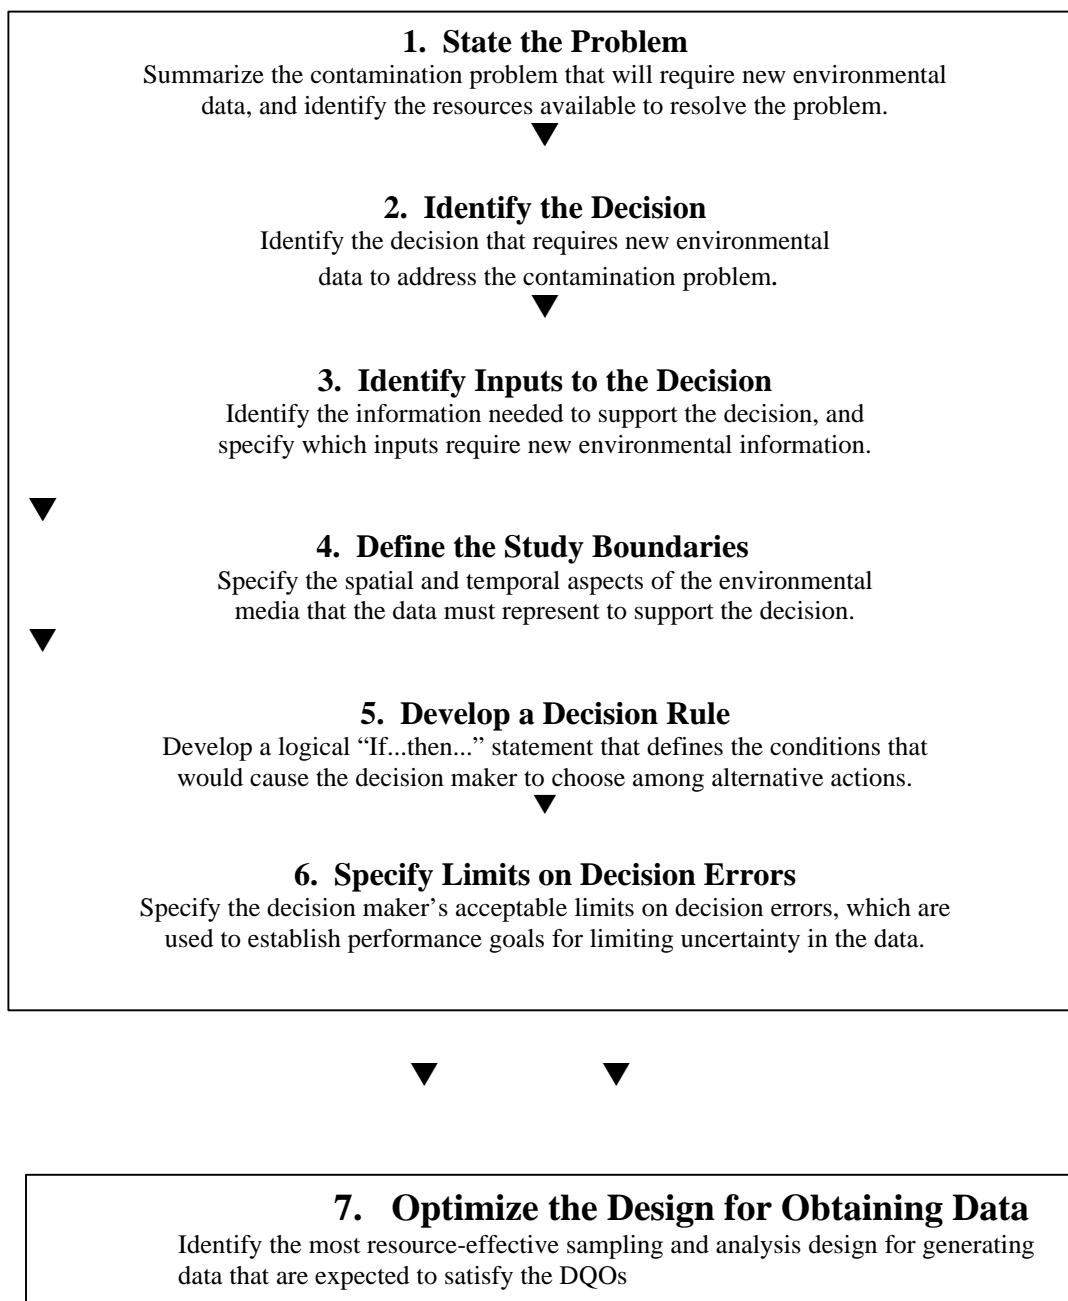 1. State the Problem
Summarize the contamination problem that will require new environmental
data, and identify the resources available to resolve the problem.
2. Identify the Decision
Identify the decision that requires new environmental
data to address the contamination problem.
3. Identify Inputs to the Decision
Identify the information needed to support the decision, and
specify which inputs require new environmental information.
4. Define the Study Boundaries
Specify the spatial and temporal aspects of the environmental
media that the data must represent to support the decision.
5. Develop a Decision Rule
Develop a logical “If...then...” statement that defines the conditions that
would cause the decision maker to choose among alternative actions.
6. Specify Limits on Decision Errors
Specify the decision maker’s acceptable limits on decision errors, which are
used to establish performance goals for limiting uncertainty in the data.
7. Optimize the Design for Obtaining Data
Identify the most resource-effective sampling and analysis design for generating
data that are expected to satisfy the DQOs